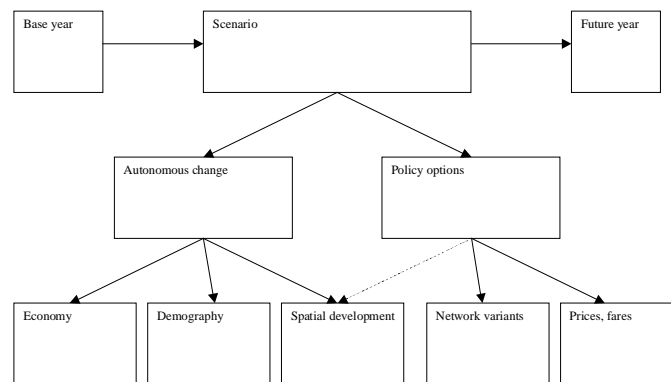 Base year
Scenario
Future year
Autonomous change
Policy options
Economy
Demography
Spatial development
Network variants
Prices, fares